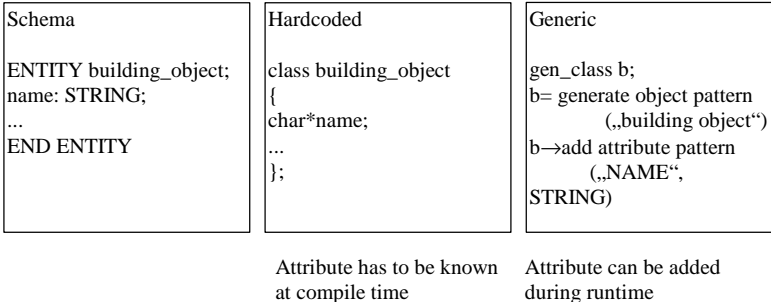 Schema
ENTITY building_object;
name: STRING;
...
END ENTITY
Hardcoded
class building_object
{
char*name;
...
};
Attribute has to be known
at compile time
Generic
gen_class b;
b= generate object pattern
(„building object“)
b→add attribute pattern
(„NAME“,
STRING)
Attribute can be added
during runtime